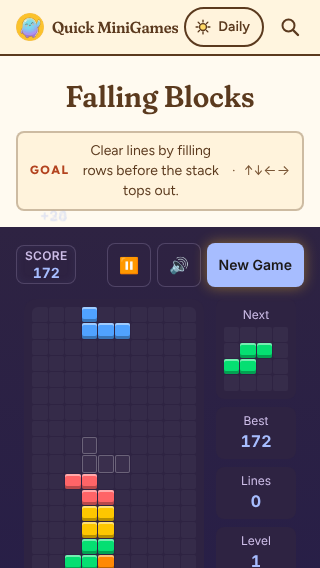 Quick MiniGames
Daily
Falling Blocks
GOAL
Clear lines by filling
rows before the stack
tops out.
· ↑↓←→
+26
SCORE
172
New Game
Next
Best
172
Lines
0
Level
1